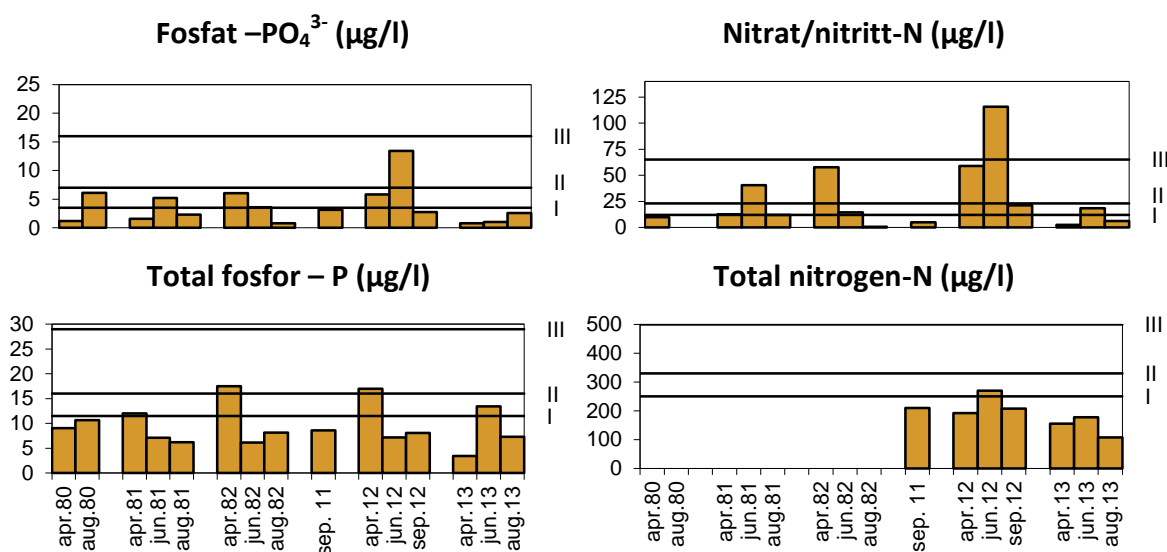 Fosfat –PO₄³⁻ (µg/l)
25
20
15
10
5
0
III
II
I
Nitrat/nitritt-N (µg/l)
125
100
75
50
25
0
III
II
I
Total fosfor – P (µg/l)
30
25
20
15
10
5
0
III
II
I
apr.80
aug.80
apr.81
jun.81
aug.81
apr.82
jun.82
aug.82
sep. 11
apr.12
jun.12
sep.12
apr.13
jun.13
aug.13
Total nitrogen-N (µg/l)
500
400
300
200
100
0
III
II
I
apr.80
aug.80
apr.81
jun.81
aug.81
apr.82
jun.82
aug.82
sep. 11
apr.12
jun.12
sep.12
apr.13
jun.13
aug.13